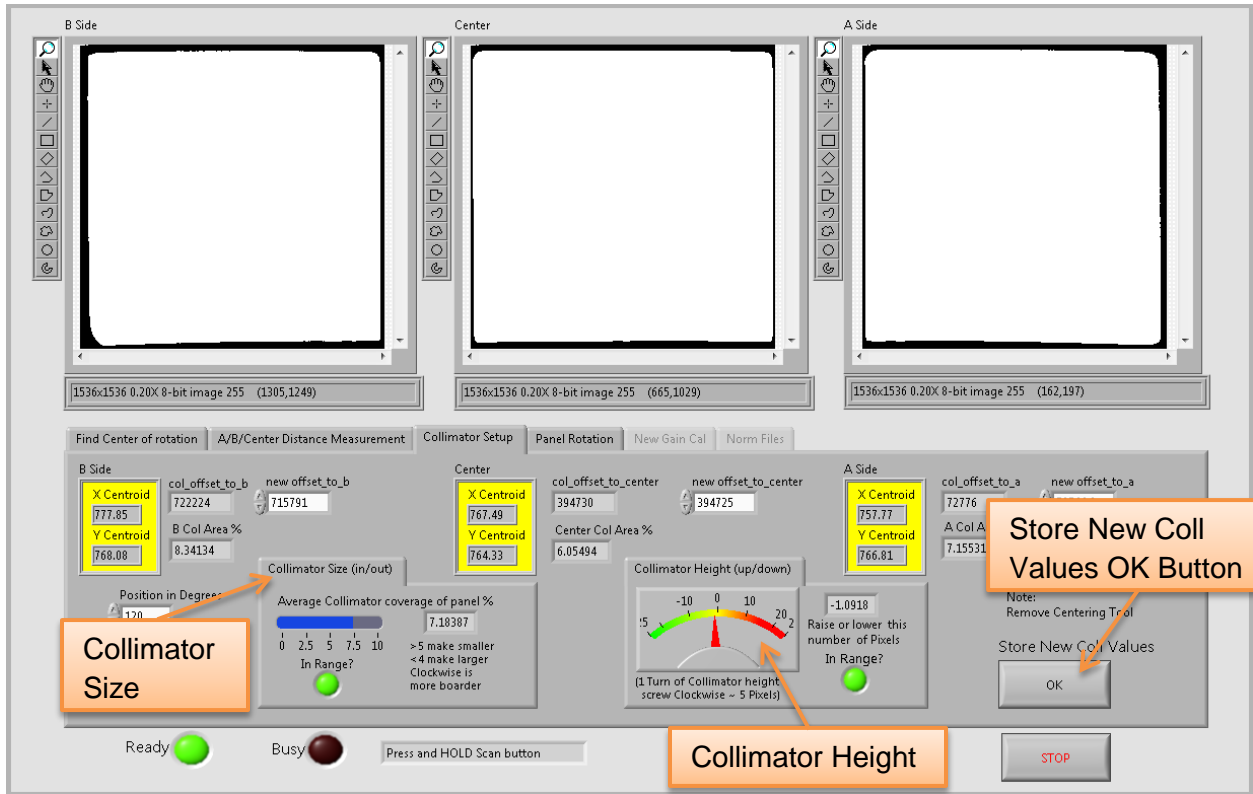 B Side
Center
A Side
1536x1536 0.20X 8-bit image 255 (1305,1249)
1536x1536 0.20X 8-bit image 255 (665,1029)
1536x1536 0.20X 8-bit image 255 (162,197)
Find Center of rotation
A/B/Center Distance Measurement
Collimator Setup
Panel Rotation
New Gain Cal
Norm Files
B Side
X Centroid
777.85
Y Centroid
768.08
col_offset_to_b
722224
new offset_to_b
715791
B Col Area %
8.34134
Center
X Centroid
767.49
Y Centroid
764.33
col_offset_to_center
394730
new offset_to_center
394725
Center Col Area %
6.05494
A Side
X Centroid
757.77
Y Centroid
766.81
col_offset_to_a
72776
new offset_to_a
A Col A
7.15531
Store New Coll
Values OK Button
Position in Degrees
120
Collimator
Size
Collimator Size (in/out)
Average Collimator coverage of panel %
7.18387
0 2.5 5 7.5 10
In Range?
>5 make smaller
<4 make larger
Clockwise is
more boarder
Collimator Height (up/down)
-10 0 10 20
-1.0918
Raise or lower this
number of Pixels
In Range?
(1 Turn of Collimator height
screw Clockwise ~ 5 Pixels)
Note:
Remove Centering Tool
Store New Coll Values
OK
Ready
Busy
Press and HOLD Scan button
Collimator Height
STOP